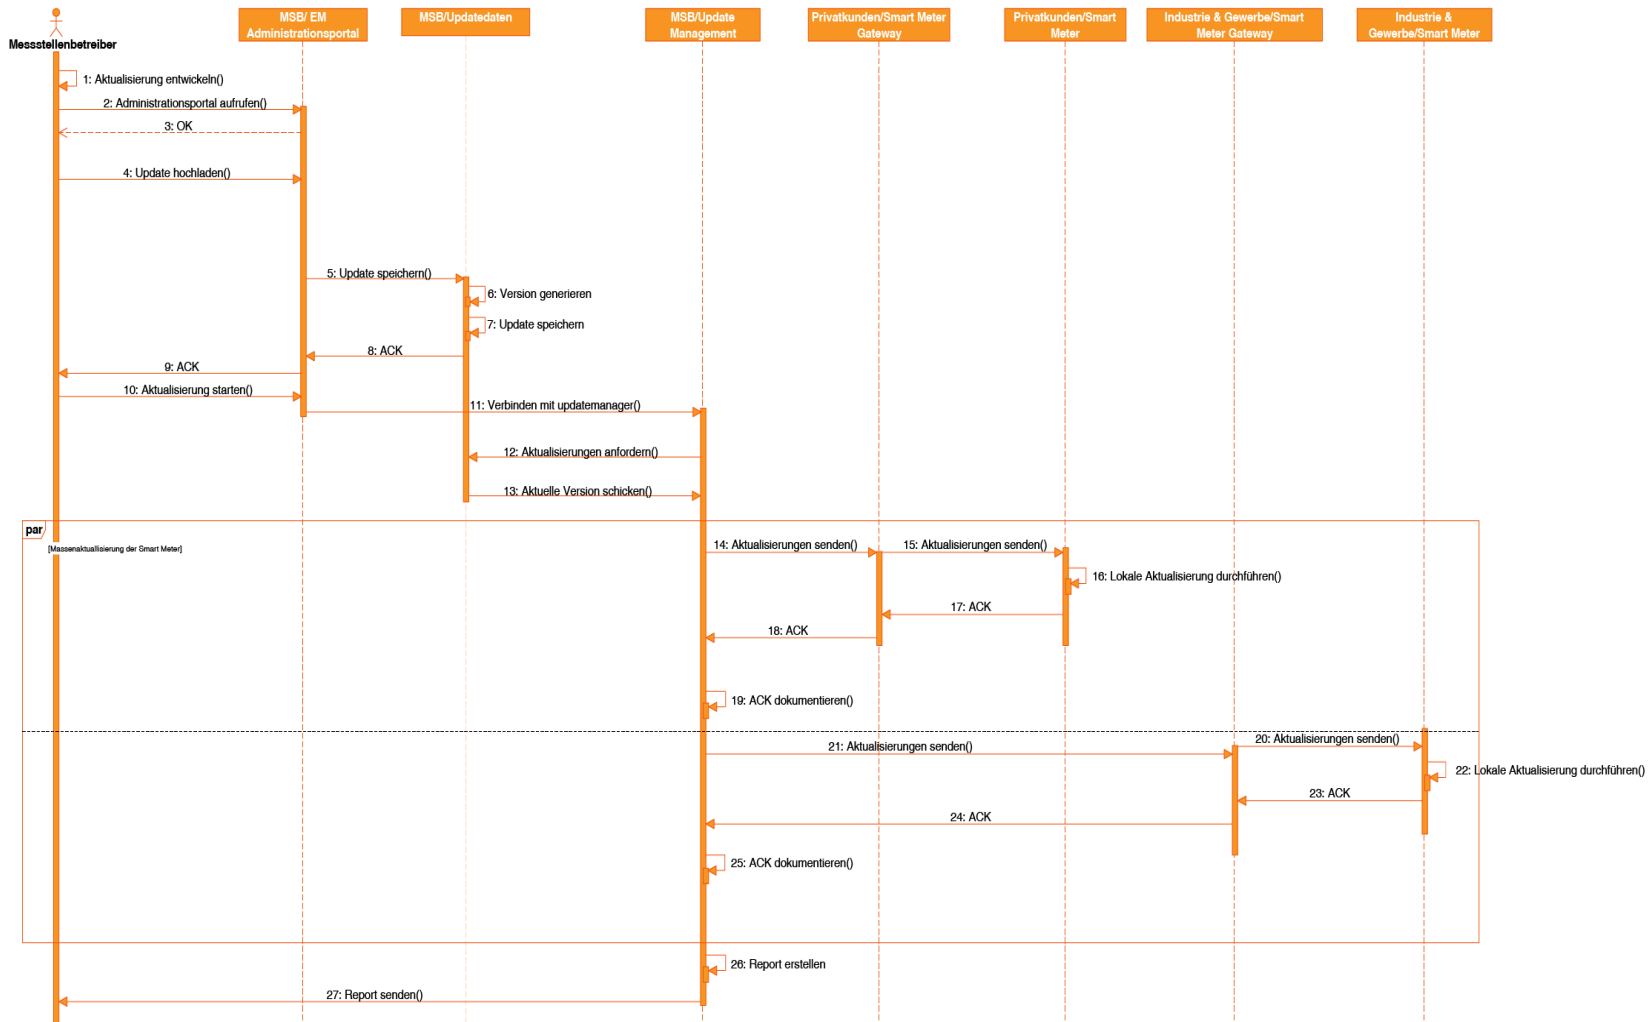 Messstellenbetreiber
MSB/ EM
Administrationsportal
MSB/Updatedaten
MSB/Update
Management
Privatkunden/Smart Meter
Gateway
Privatkunden/Smart
Meter
Industrie & Gewerbe/Smart
Meter Gateway
Industrie &
Gewerbe/Smart Meter
1: Aktualisierung entwickeln()
2: Administrationsportal aufrufen()
3: OK
4: Update hochladen()
5: Update speichern()
6: Version generieren
7: Update speichern
8: ACK
9: ACK
10: Aktualisierung starten()
11: Verbinden mit updatemanager()
12: Aktualisierungen anfordern()
13: Aktuelle Version schicken()
par
[Massenaktuallisierung der Smart Meter]
14: Aktualisierungen senden()
15: Aktualisierungen senden()
16: Lokale Aktualisierung durchführen()
17: ACK
18: ACK
19: ACK dokumentieren()
20: Aktualisierungen senden()
21: Aktualisierungen senden()
22: Lokale Aktualisierung durchführen()
23: ACK
24: ACK
25: ACK dokumentieren()
26: Report erstellen
27: Report senden()